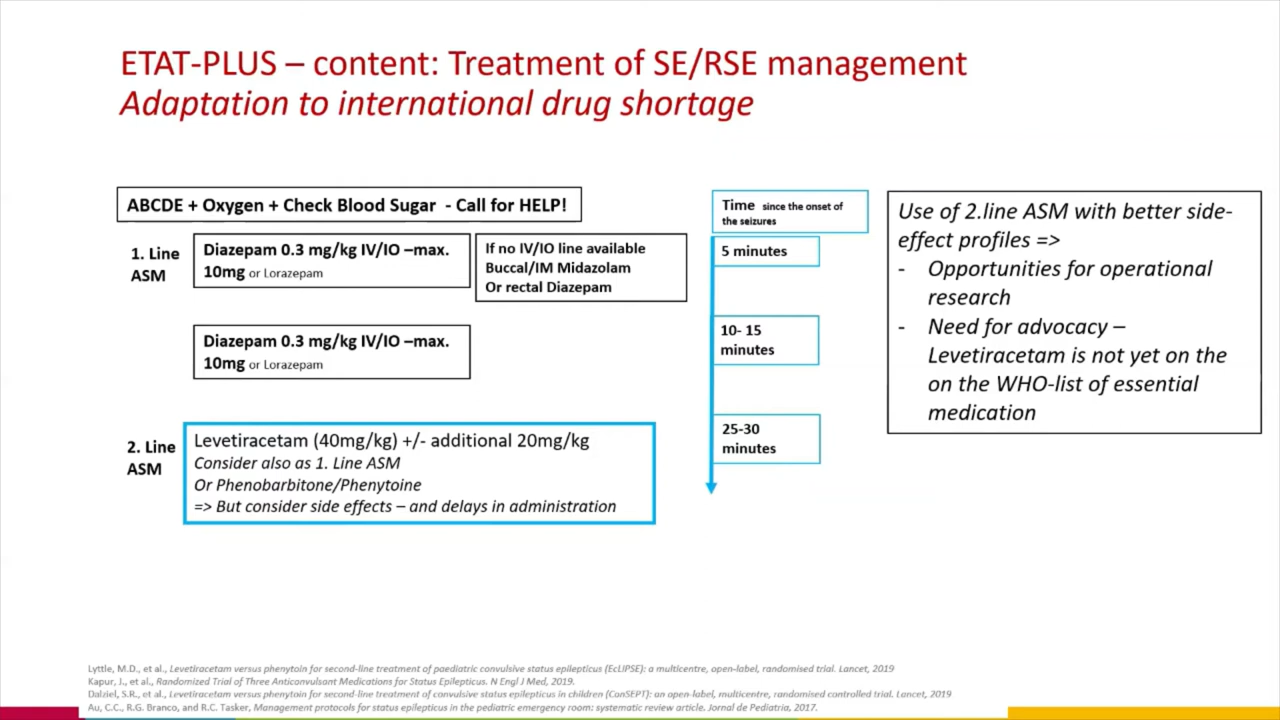 ETAT-PLUS – content: Treatment of SE/RSE management
Adaptation to international drug shortage
ABCDE + Oxygen + Check Blood Sugar - Call for HELP!
1. Line
ASM
Diazepam 0.3 mg/kg IV/IO –max.
10mg or Lorazepam
If no IV/IO line available
Buccal/IM Midazolam
Or rectal Diazepam
Diazepam 0.3 mg/kg IV/IO –max.
10mg or Lorazepam
2. Line
ASM
Levetiracetam (40mg/kg) +/- additional 20mg/kg
Consider also as 1. Line ASM
Or Phenobarbitone/Phenytoine
=> But consider side effects – and delays in administration
Time since the onset of
the seizures
5 minutes
10- 15
minutes
25-30
minutes
Use of 2.line ASM with better side-
effect profiles =>
- Opportunities for operational
research
- Need for advocacy –
Levetiracetam is not yet on the
on the WHO-list of essential
medication
Lyttle, M.D., et al., Levetiracetam versus phenytoin for second-line treatment of paediatric convulsive status epilepticus (EcLiPSE): a multicentre, open-label, randomised trial. Lancet, 2019
Kapur, J., et al., Randomized Trial of Three Anticonvulsant Medications for Status Epilepticus. N Engl J Med, 2019.
Dalziel, S.R., et al., Levetiracetam versus phenytoin for second-line treatment of convulsive status epilepticus in children (ConSEPT): an open-label, multicentre, randomised controlled trial. Lancet, 2019
Au, C.C., R.G. Branco, and R.C. Tasker, Management protocols for status epilepticus in the pediatric emergency room: systematic review article. Jornal de Pediatria, 2017.